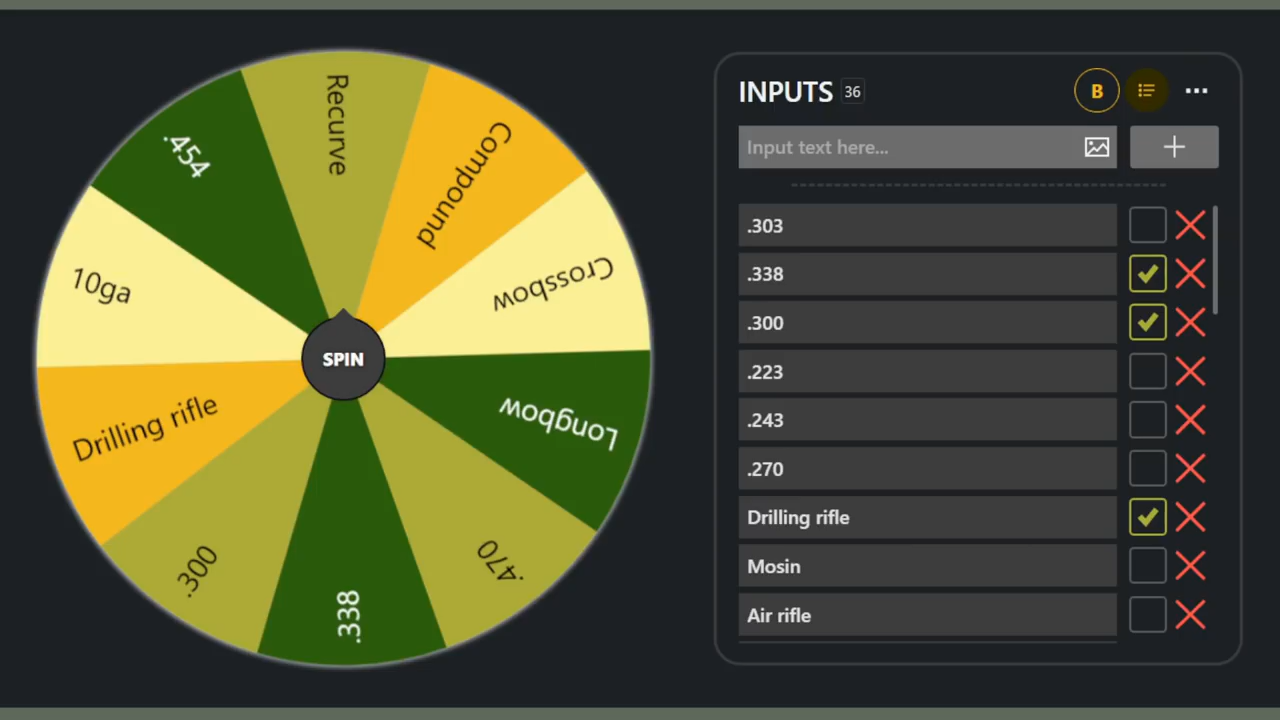 Recurve
Compound
Crossbow
Longbow
.470
.338
.300
Drilling rifle
10ga
.454
SPIN
INPUTS 36
B
Input text here...
.303
.338
.300
.223
.243
.270
Drilling rifle
Mosin
Air rifle